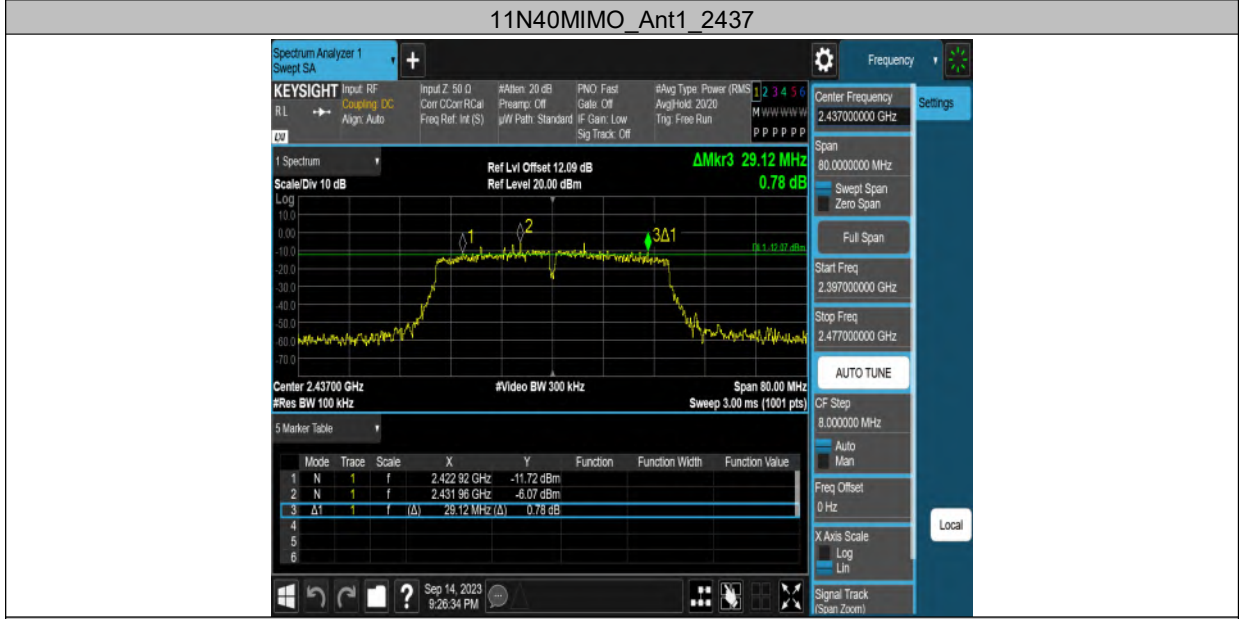 11N40MIMO_Ant1_2437
Spectrum Analyzer 1
Swept SA
+
Frequency
KEYSIGHT Input: RF
R L Coupling: DC
Align: Auto
LXI
Input Z: 50 Ω
Corr CCorr RCal
Freq Ref: Int (S)
#Atten: 20 dB
Preamp: Off
µW Path: Standard
PNO: Fast
Gate: Off
IF Gain: Low
Sig Track: Off
#Avg Type: Power (RMS
Avg|Hold: 20/20
Trig: Free Run
1 2 3 4 5 6
M W W W W W
P P P P P P
1 Spectrum
Scale/Div 10 dB
Ref Lvl Offset 12.09 dB
Ref Level 20.00 dBm
ΔMkr3 29.12 MHz
0.78 dB
Log
10.0
0.00
-10.0
-20.0
-30.0
-40.0
-50.0
-60.0
-70.0
1
2
3Δ1
DL1 -12.07 dBm
Center 2.43700 GHz
#Video BW 300 kHz
Span 80.00 MHz
#Res BW 100 kHz
Sweep 3.00 ms (1001 pts)
5 Marker Table
Mode Trace Scale X Y Function Function Width Function Value
1 N 1 f 2.422 92 GHz -11.72 dBm
2 N 1 f 2.431 96 GHz -6.07 dBm
3 Δ1 1 f (Δ) 29.12 MHz (Δ) 0.78 dB
4
5
6
?
Sep 14, 2023
9:26:34 PM
Center Frequency
2.437000000 GHz
Span
80.0000000 MHz
Swept Span
Zero Span
Full Span
Start Freq
2.397000000 GHz
Stop Freq
2.477000000 GHz
AUTO TUNE
CF Step
8.000000 MHz
Auto
Man
Freq Offset
0 Hz
X Axis Scale
Log
Lin
Signal Track
(Span Zoom)
Settings
Local